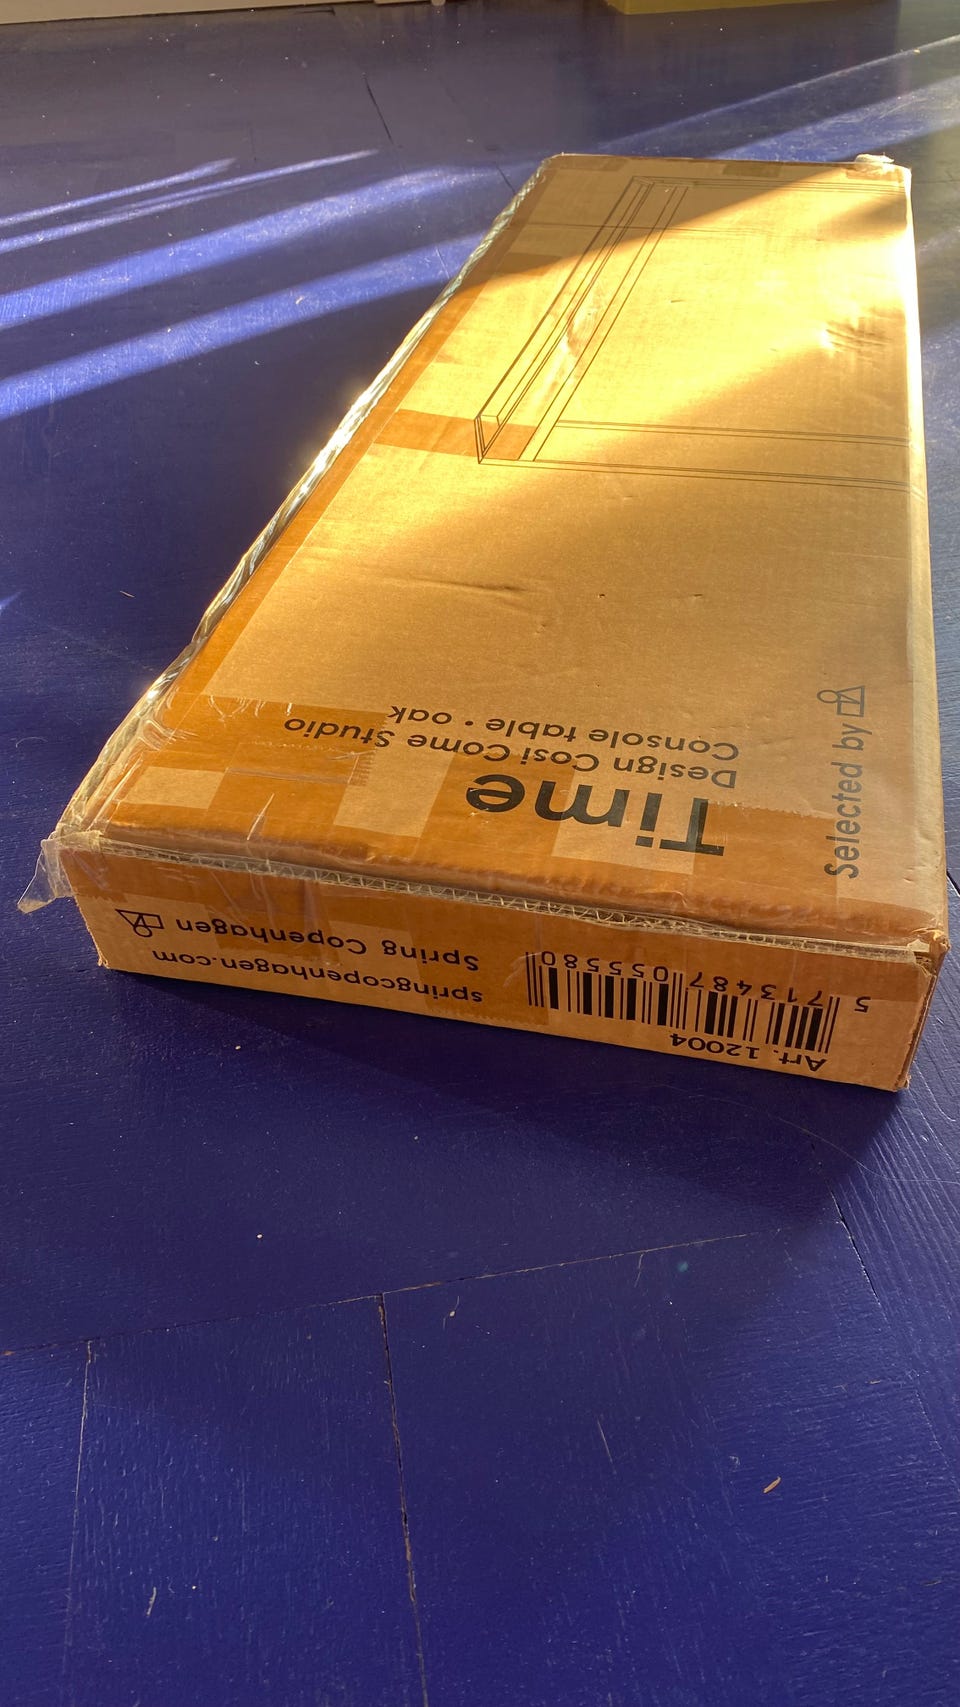 Time
Design Cosi Come Studio
Console table • oak
Selected by
Art. 12004
5 713487 055580
springcopenhagen.com
Spring Copenhagen